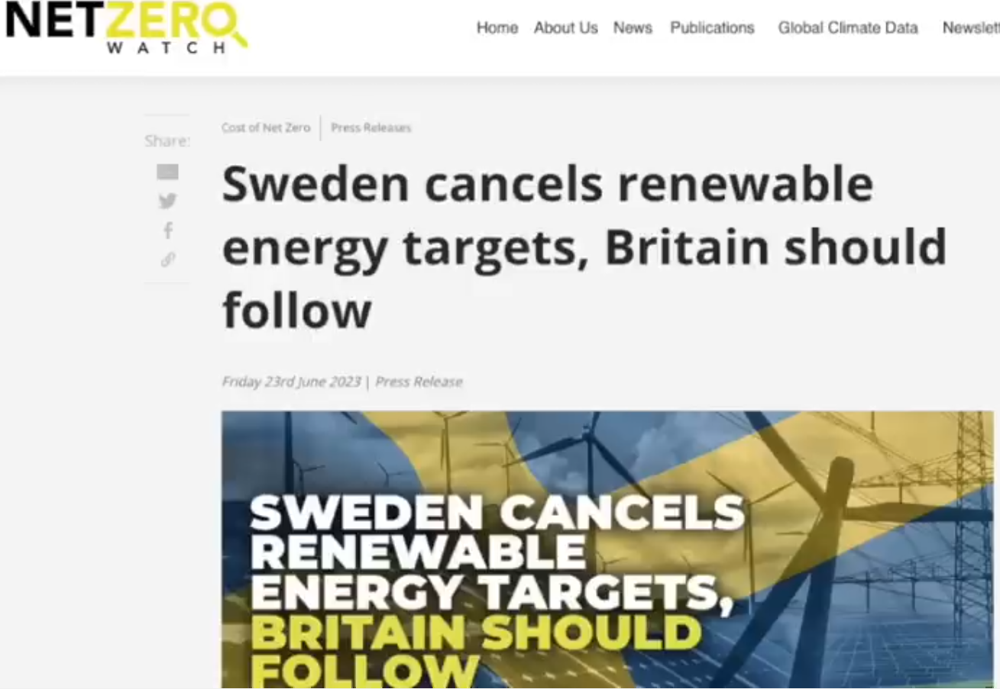 NETZERO
WATCH
Home About Us News Publications Global Climate Data Newslett
Share:
Cost of Net Zero | Press Releases
Sweden cancels renewable
energy targets, Britain should
follow
Friday 23rd June 2023 | Press Release
SWEDEN CANCELS
RENEWABLE
ENERGY TARGETS,
BRITAIN SHOULD
FOLLOW